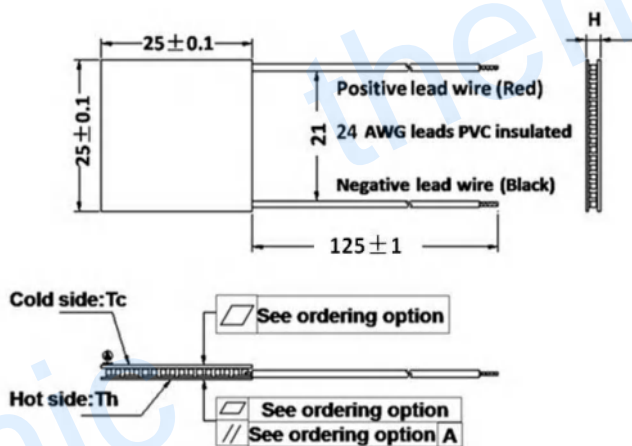 25±0.1
H
Positive lead wire (Red)
25±0.1
21
24 AWG leads PVC insulated
Negative lead wire (Black)
125±1
Cold side:Tc
See ordering option
A
Hot side:Th
See ordering option
// See ordering option A